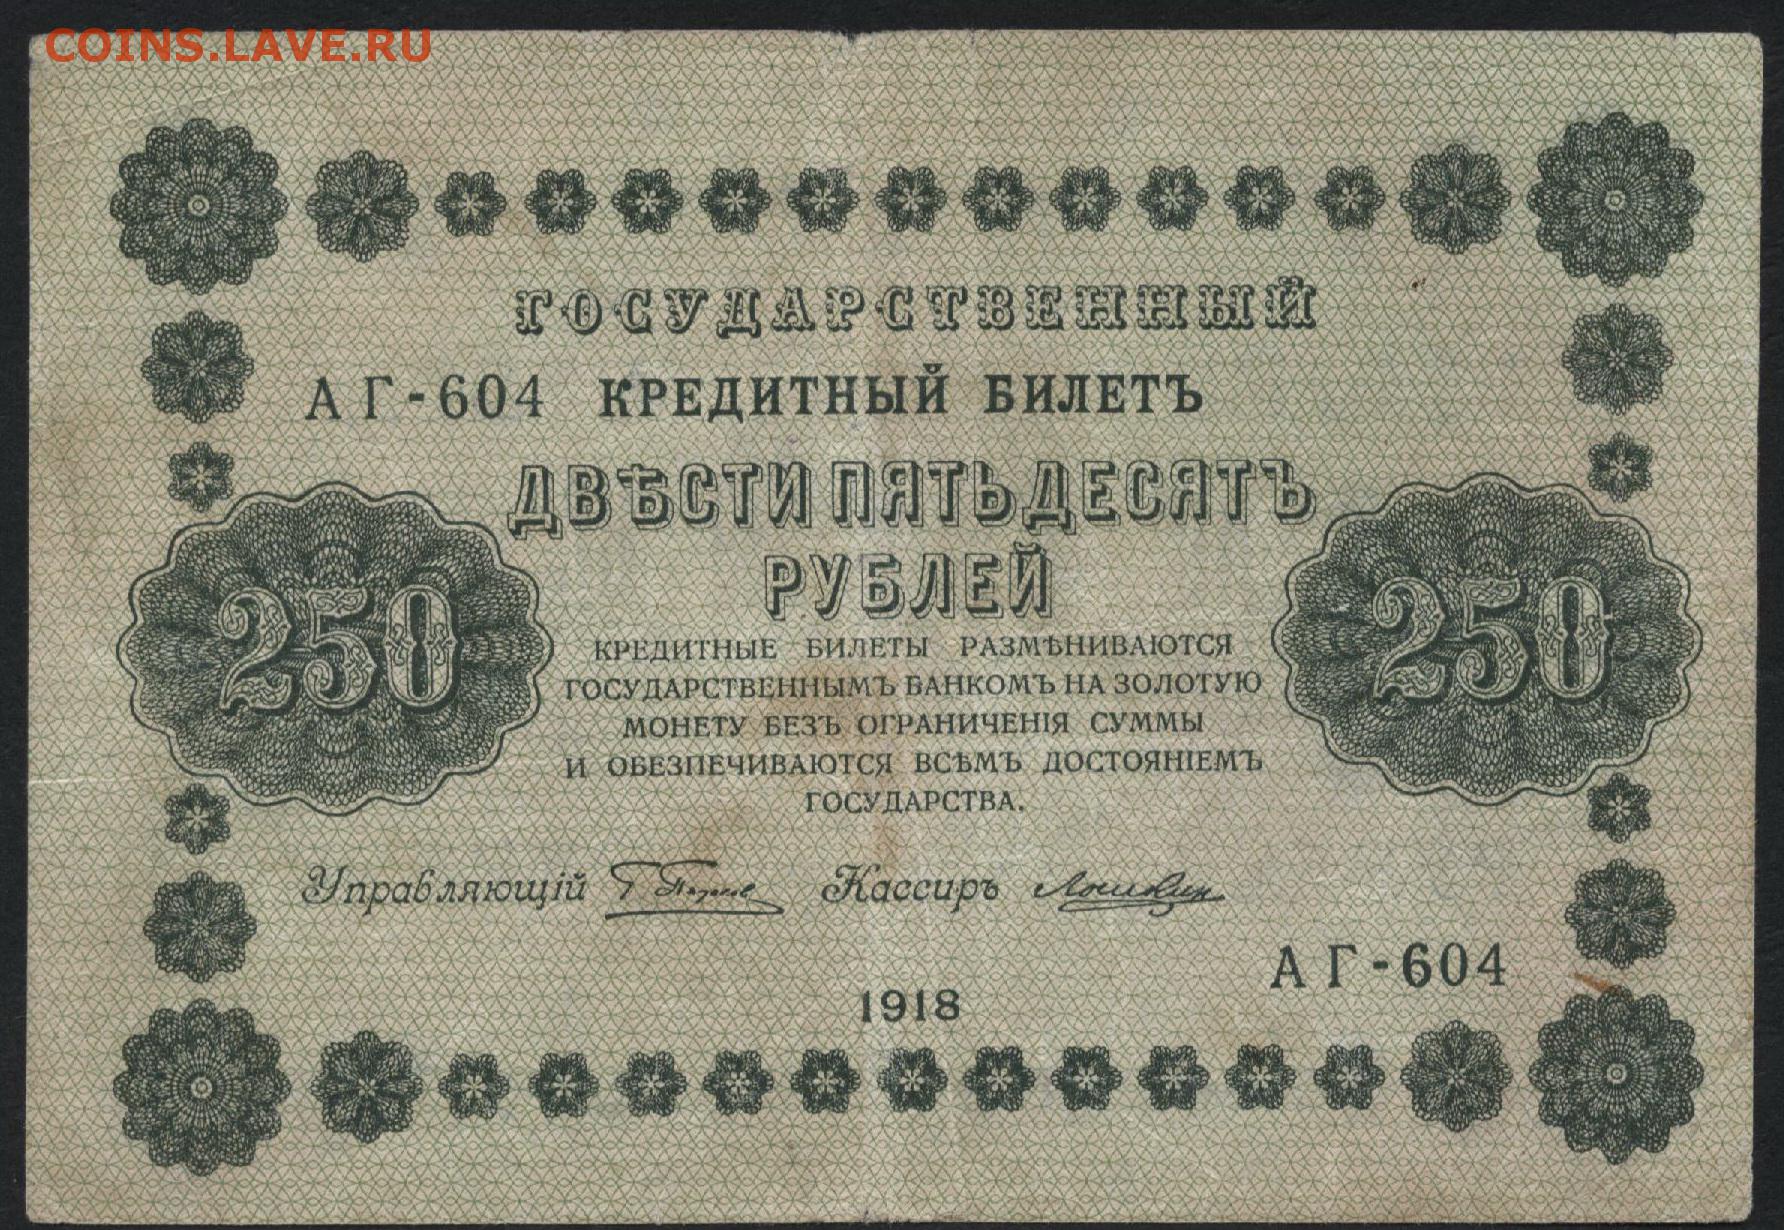 COINS.LAVE.RU
ГОСУДАРСТВЕННЫЙ
АГ-604 КРЕДИТНЫЙ БИЛЕТЪ
ДВѢСТИ ПЯТЬДЕСЯТЪ
РУБЛЕЙ
250 250
КРЕДИТНЫЕ БИЛЕТЫ РАЗМѢНИВАЮТСЯ
ГОСУДАРСТВЕННЫМЪ БАНКОМЪ НА ЗОЛОТУЮ
МОНЕТУ БЕЗЪ ОГРАНИЧЕНІЯ СУММЫ
И ОБЕЗПЕЧИВАЮТСЯ ВСѢМЪ ДОСТОЯНІЕМЪ
ГОСУДАРСТВА.
Управляющій Кассиръ
АГ-604
1918